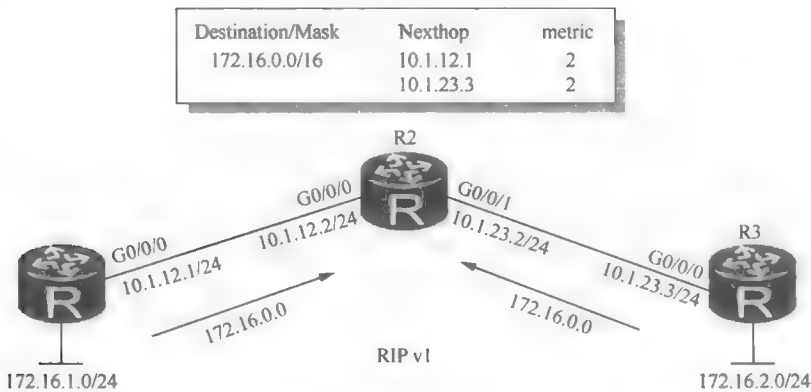 Destination/Mask Nexthop metric
172.16.0.0/16 10.1.12.1 2
10.1.23.3 2
R2
G0/0/0
G0/0/1
10.1.12.2/24
10.1.23.2/24
R
R3
G0/0/0
10.1.12.1/24
G0/0/0
10.1.23.3/24
R
R
172.16.0.0
172.16.0.0
RIP v1
172.16.1.0/24
172.16.2.0/24